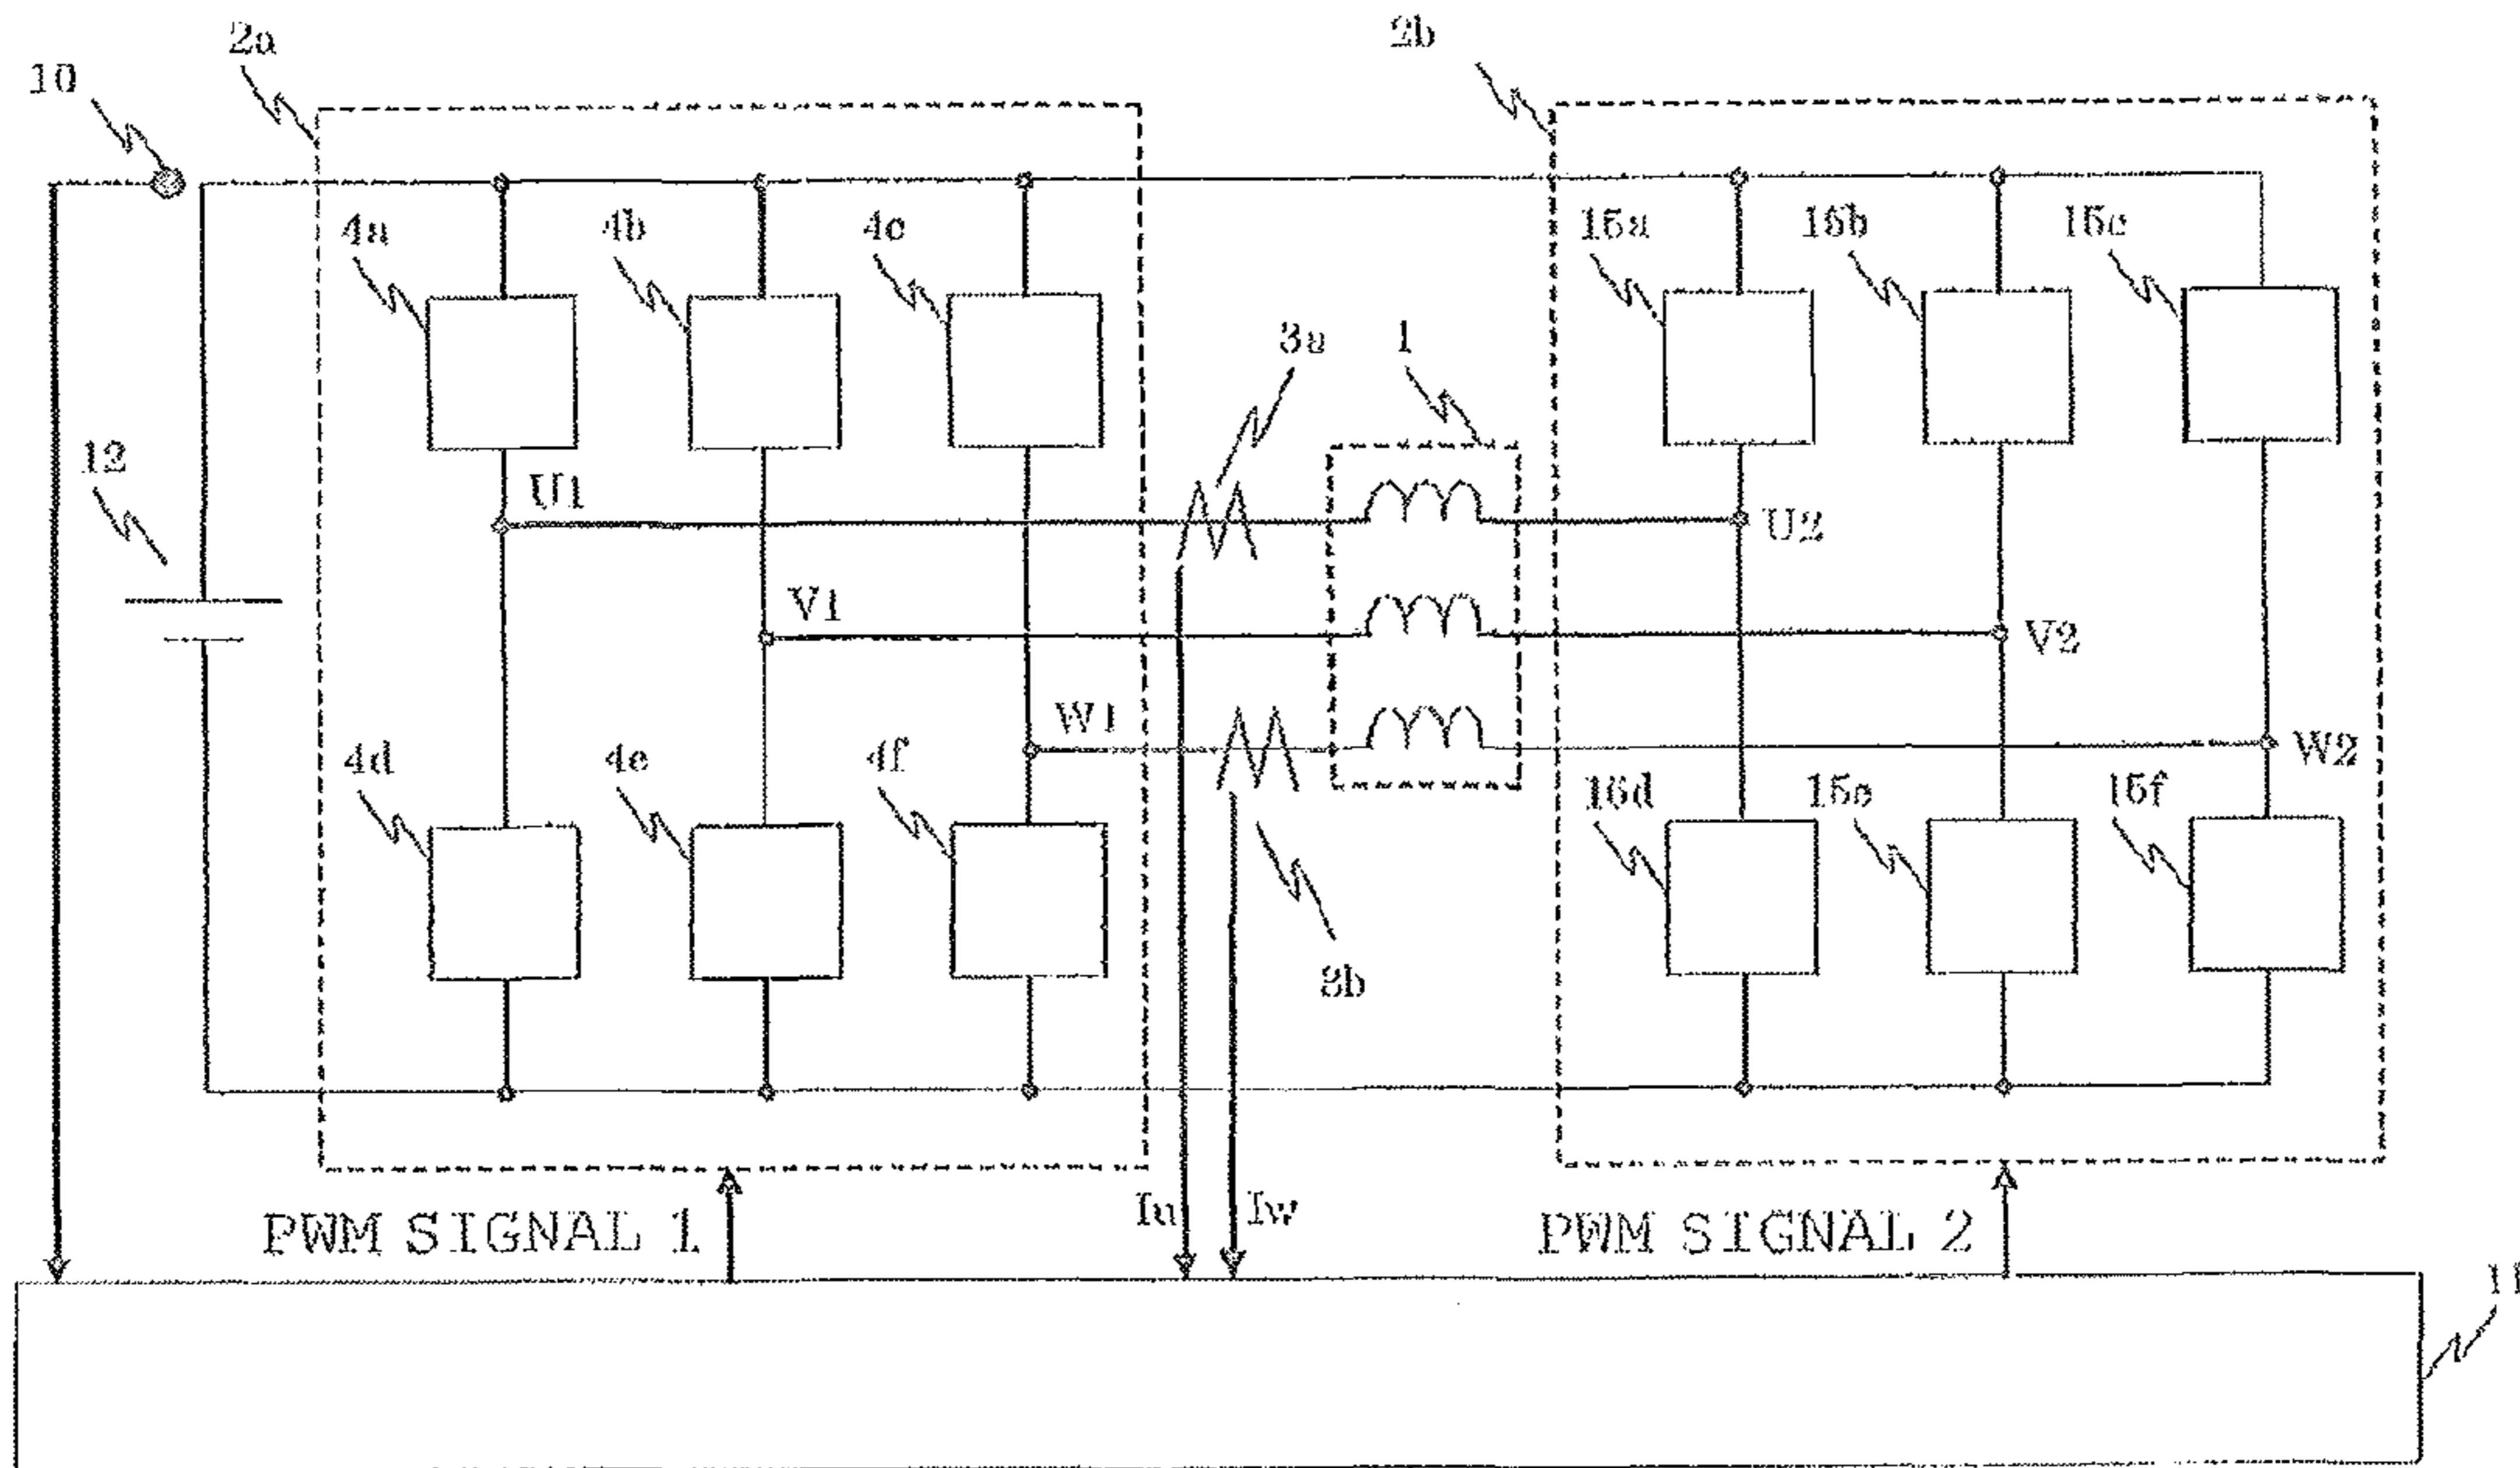 2a
2b
10
4a
4b
4c
15a
15b
15c
3a
1
12
U1
U2
V1
V2
W1
W2
4d
4e
4f
15d
15e
15f
3b
Iu
Iw
PWM SIGNAL 1
PWM SIGNAL 2
11